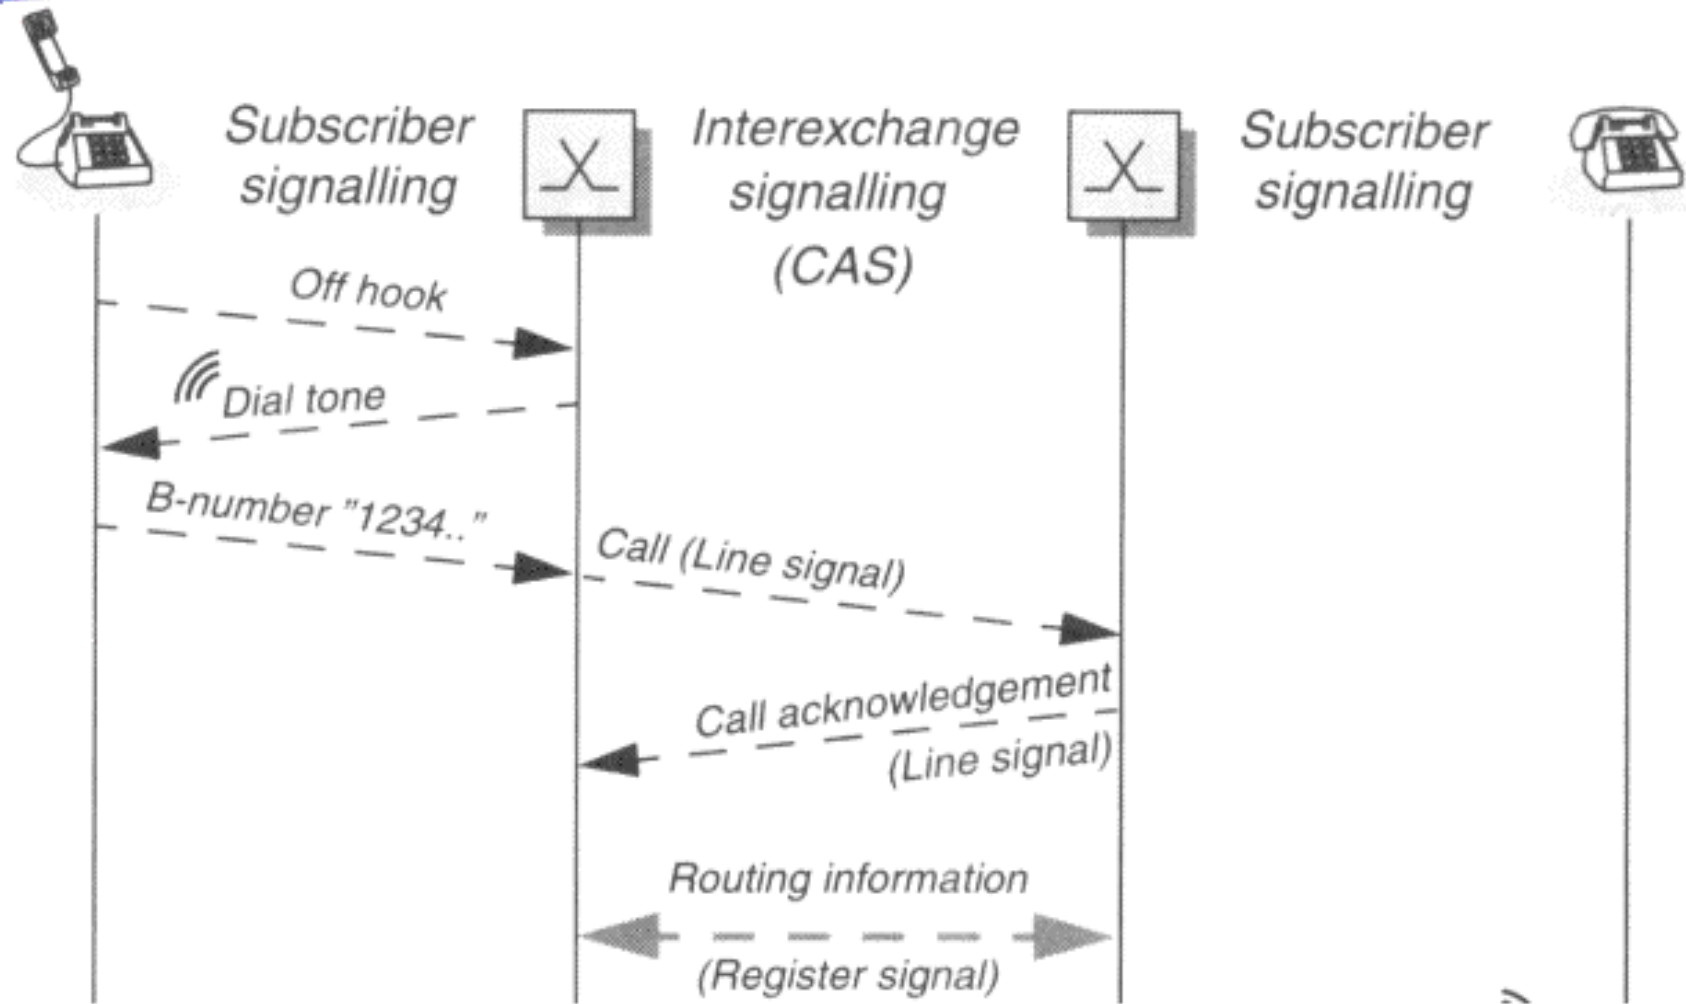 Subscriber
signalling
Interexchange
signalling
(CAS)
Subscriber
signalling
Off hook
Dial tone
B-number "1234.."
Call (Line signal)
Call acknowledgement
(Line signal)
Routing information
(Register signal)